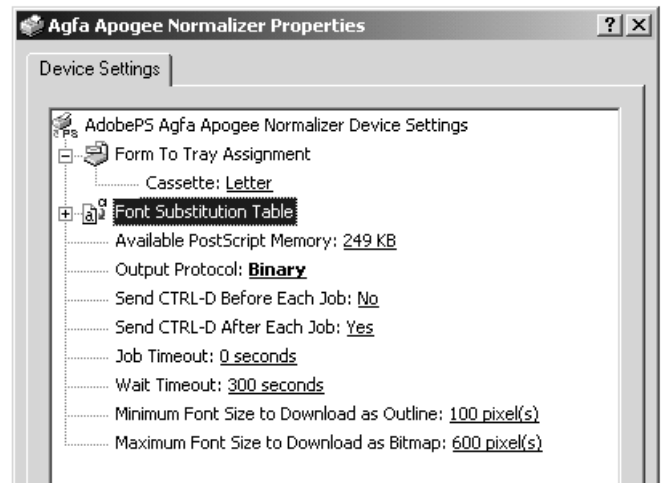 Agfa Apogee Normalizer Properties
Device Settings
AdobePS Agfa Apogee Normalizer Device Settings
Form To Tray Assignment
Cassette: Letter
Font Substitution Table
Available PostScript Memory: 249 KB
Output Protocol: Binary
Send CTRL-D Before Each Job: No
Send CTRL-D After Each Job: Yes
Job Timeout: 0 seconds
Wait Timeout: 300 seconds
Minimum Font Size to Download as Outline: 100 pixel(s)
Maximum Font Size to Download as Bitmap: 600 pixel(s)